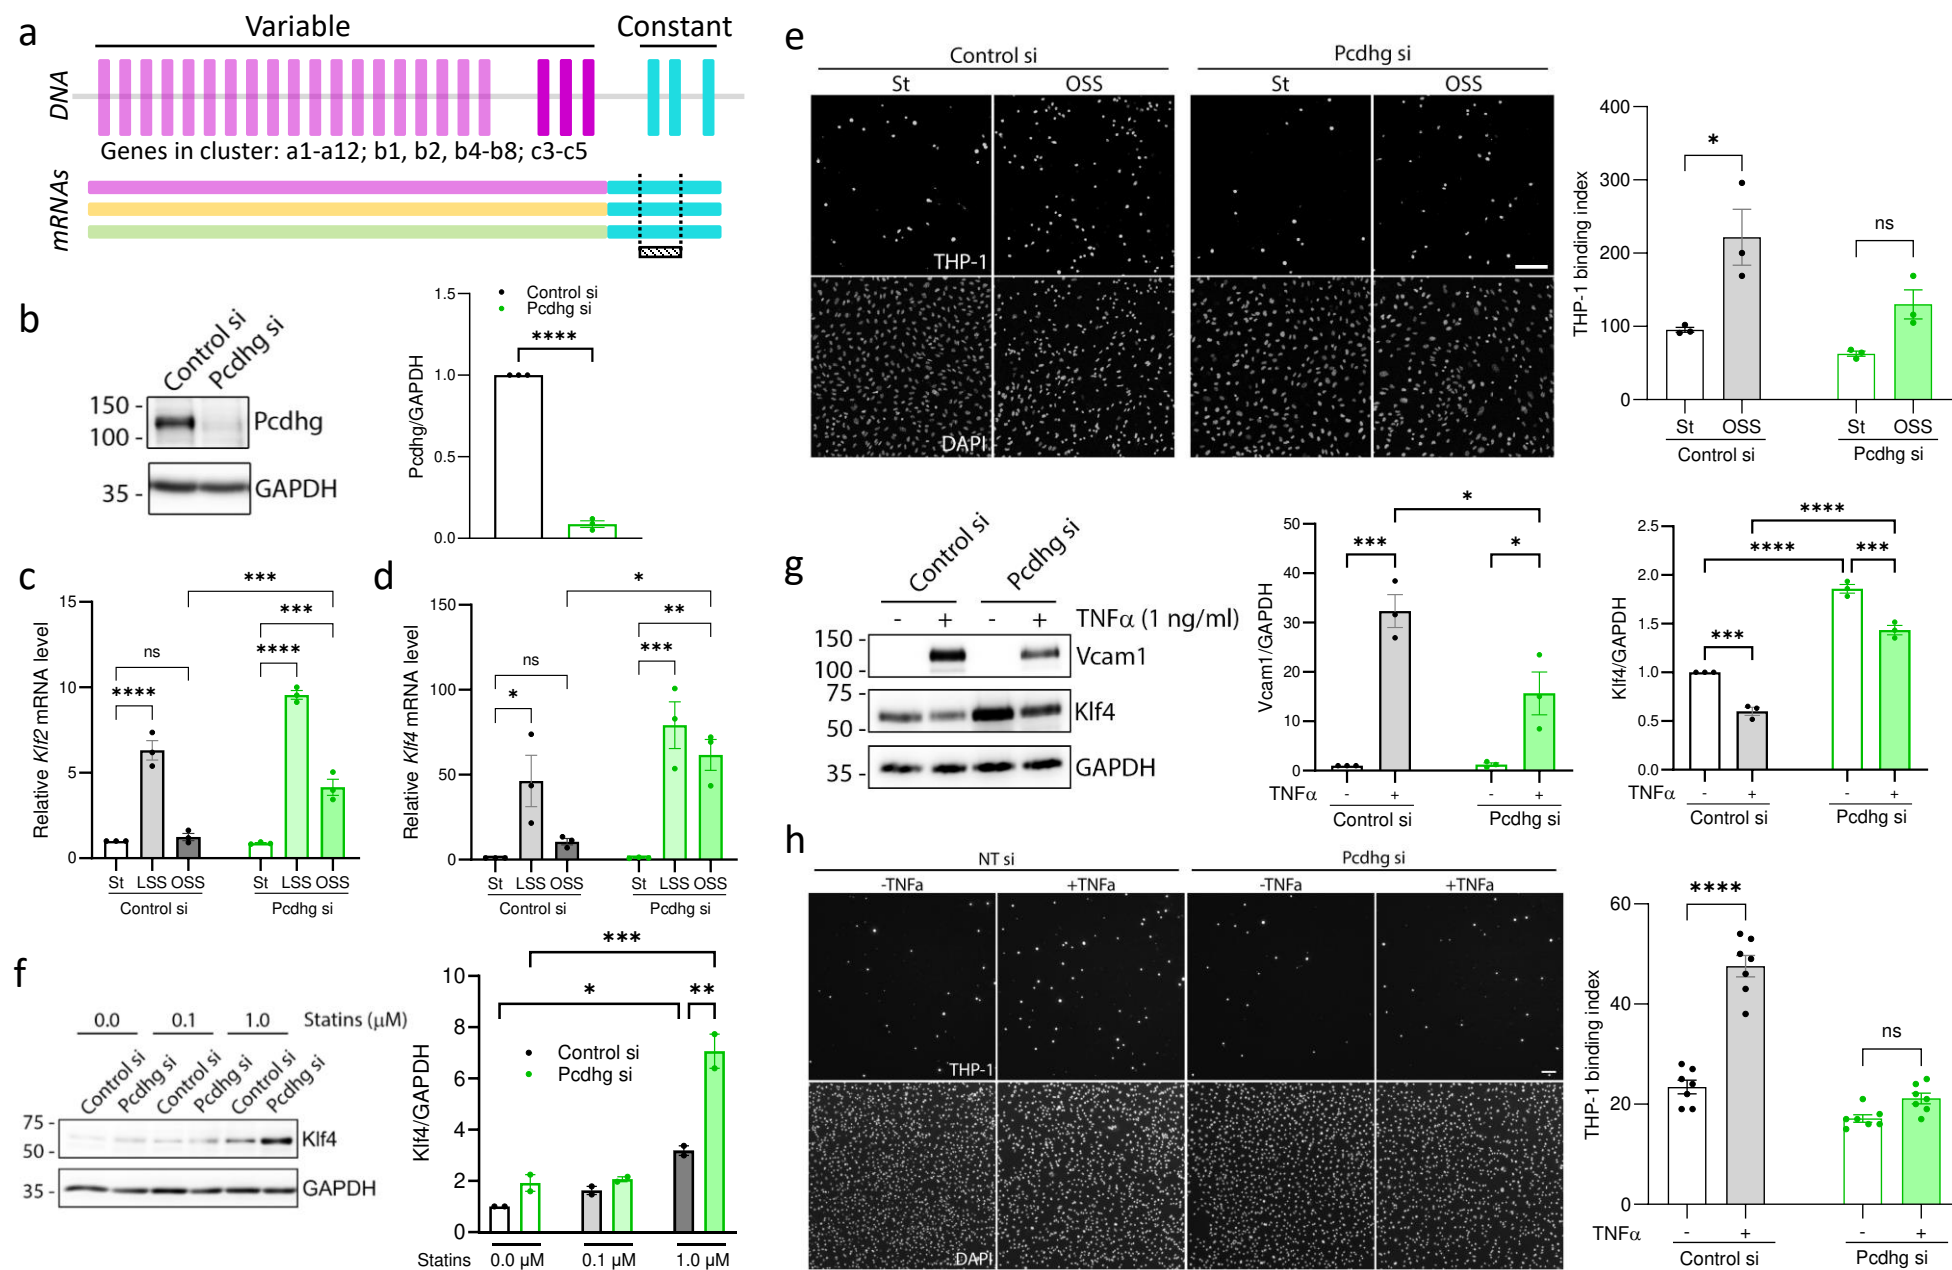 a
Variable
Constant
DNA
Genes in cluster: a1-a12; b1, b2, b4-b8; c3-c5
mRNAs
b
Control si
Pcdhg si
150 -
100 -
Pcdhg
35 -
GAPDH
Pcdhg/GAPDH
1.5
1.0
0.5
0.0
Control si
Pcdhg si
****
c
Relative Klf2 mRNA level
15
10
5
0
***
***
ns
****
****
St LSS OSS St LSS OSS
Control si Pcdhg si
d
Relative Klf4 mRNA level
150
100
50
0
*
**
ns
***
*
St LSS OSS St LSS OSS
Control si Pcdhg si
e
Control si Pcdhg si
St OSS St OSS
THP-1
DAPI
THP-1 binding index
400
300
200
100
0
*
ns
St OSS St OSS
Control si Pcdhg si
f
0.0 0.1 1.0 Statins (μM)
Control si
Pcdhg si
Control si
Pcdhg si
Control si
Pcdhg si
75 -
50 -
Klf4
35 -
GAPDH
Klf4/GAPDH
10
8
6
4
2
0
***
*
**
Control si
Pcdhg si
Statins 0.0 μM 0.1 μM 1.0 μM
g
Control si
Pcdhg si
- + - + TNFα (1 ng/ml)
150 -
100 -
Vcam1
75 -
50 -
Klf4
35 -
GAPDH
Vcam1/GAPDH
50
40
30
20
10
0
*
***
*
TNFα - + - +
Control si Pcdhg si
Klf4/GAPDH
2.5
2.0
1.5
1.0
0.5
0.0
****
****
***
***
TNFα - + - +
Control si Pcdhg si
h
NT si Pcdhg si
-TNFa +TNFa -TNFa +TNFa
THP-1
DAPI
THP-1 binding index
60
40
20
0
****
ns
TNFα - + - +
Control si Pcdhg si